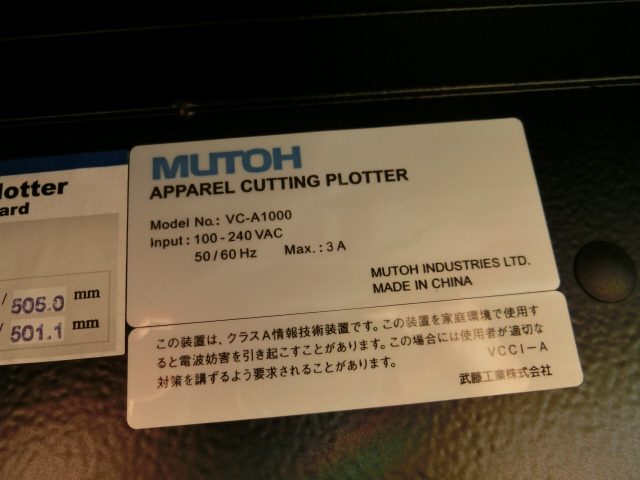 MUTOH
APPAREL CUTTING PLOTTER
Model No.: VC-A1000
Input : 100 - 240 VAC
50 / 60 Hz Max. : 3 A
MUTOH INDUSTRIES LTD.
MADE IN CHINA
lotter
ard
/ 505.0 mm
/ 501.1 mm
この装置は、クラスA情報技術装置です。この装置を家庭環境で使用す
ると電波妨害を引き起こすことがあります。この場合には使用者が適切な
対策を講ずるよう要求されることがあります。
VCCI-A
武藤工業株式会社